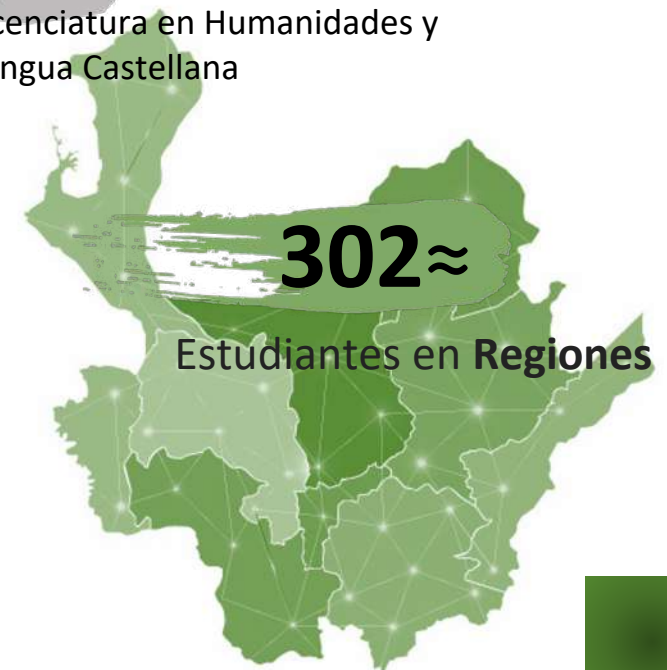 cenciatura en Humanidades y
ngua Castellana
302≈
Estudiantes en Regiones